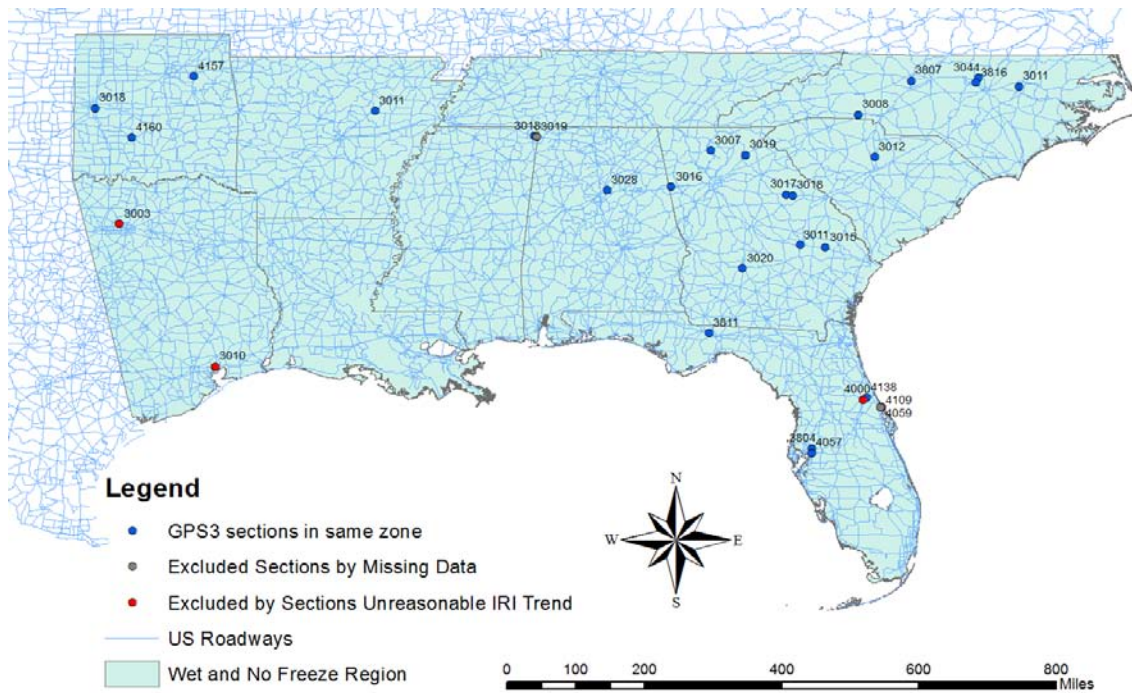 4157
3018
4160
3011
3003
3010
3018 3019
3028
3016
3007
3019
3008
3807
3044 3816
3011
3012
3017 3018
3011 3015
3020
3811
4000 4138
4109
4059
3804
4057
N
W E
S
Legend
GPS3 sections in same zone
Excluded Sections by Missing Data
Excluded by Sections Unreasonable IRI Trend
US Roadways
Wet and No Freeze Region
0 100 200 400 600 800
Miles